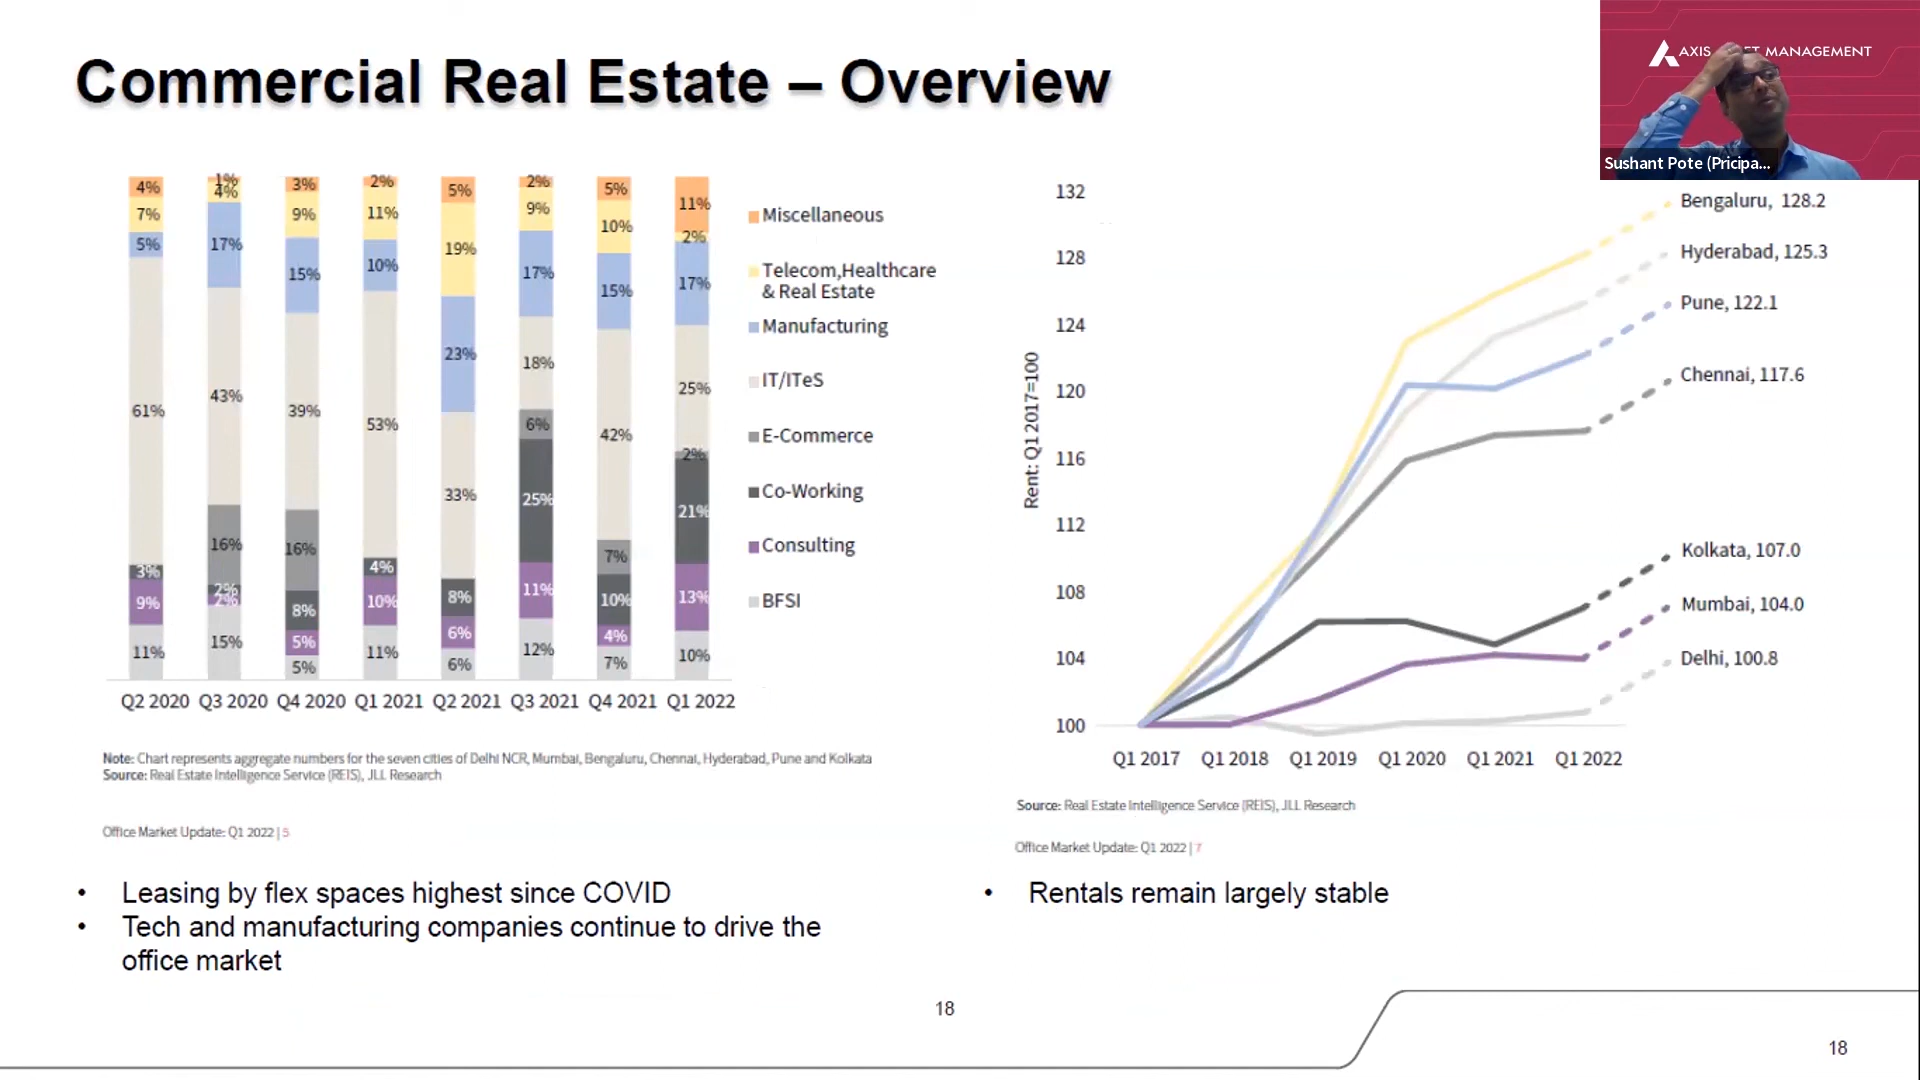 Commercial Real Estate – Overview
AXIS ASSET MANAGEMENT
Sushant Pote (Pricipa...
4% 1% 3% 2% 5% 2% 5% 11%
7% 4% 9% 11% 19% 9% 10% 2%
5% 17% 15% 10% 23% 17% 15% 17%
61% 43% 39% 53% 33% 18% 42% 25%
16% 16% 6% 7% 2%
3% 2% 8% 4% 8% 25% 10% 21%
9% 2% 5% 10% 6% 11% 4% 13%
11% 15% 5% 11% 6% 12% 7% 10%
Q2 2020 Q3 2020 Q4 2020 Q1 2021 Q2 2021 Q3 2021 Q4 2021 Q1 2022
Miscellaneous
Telecom,Healthcare
& Real Estate
Manufacturing
IT/ITeS
E-Commerce
Co-Working
Consulting
BFSI
Note: Chart represents aggregate numbers for the seven cities of Delhi NCR, Mumbai, Bengaluru, Chennai, Hyderabad, Pune and Kolkata
Source: Real Estate Intelligence Service (REIS), JLL Research
Office Market Update: Q1 2022 | 5
Rent: Q1 2017=100
132
128
124
120
116
112
108
104
100
Bengaluru, 128.2
Hyderabad, 125.3
Pune, 122.1
Chennai, 117.6
Kolkata, 107.0
Mumbai, 104.0
Delhi, 100.8
Q1 2017 Q1 2018 Q1 2019 Q1 2020 Q1 2021 Q1 2022
Source: Real Estate Intelligence Service (REIS), JLL Research
Office Market Update: Q1 2022 | 7
• Leasing by flex spaces highest since COVID
• Tech and manufacturing companies continue to drive the
office market
• Rentals remain largely stable
18
18